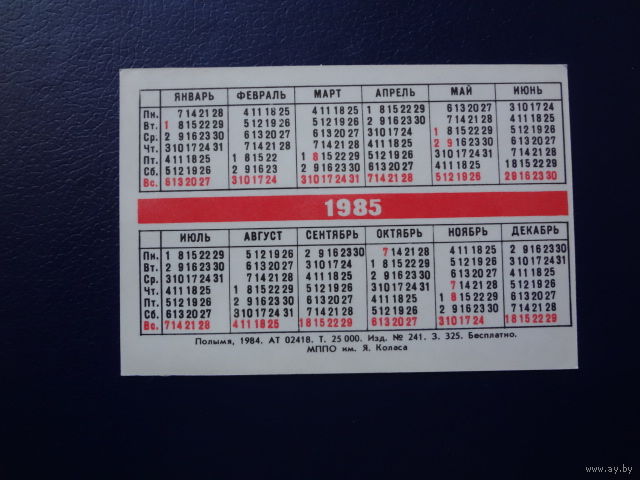 ЯНВАРЬ ФЕВРАЛЬ МАРТ АПРЕЛЬ МАЙ ИЮНЬ
Пн. 7 14 21 28 4 11 18 25 4 11 18 25 1 8 15 22 29 6 13 20 27 3 10 17 24
Вт. 1 8 15 22 29 5 12 19 26 5 12 19 26 2 9 16 23 30 7 14 21 28 4 11 18 25
Ср. 2 9 16 23 30 6 13 20 27 6 13 20 27 3 10 17 24 1 8 15 22 29 5 12 19 26
Чт. 3 10 17 24 31 7 14 21 28 7 14 21 28 4 11 18 25 2 9 16 23 30 6 13 20 27
Пт. 4 11 18 25 1 8 15 22 1 8 15 22 29 5 12 19 26 3 10 17 24 31 7 14 21 28
Сб. 5 12 19 26 2 9 16 23 2 9 16 23 30 6 13 20 27 4 11 18 25 1 8 15 22 29
Вс. 6 13 20 27 3 10 17 24 3 10 17 24 31 7 14 21 28 5 12 19 26 2 9 16 23 30
1985
ИЮЛЬ АВГУСТ СЕНТЯБРЬ ОКТЯБРЬ НОЯБРЬ ДЕКАБРЬ
Пн. 1 8 15 22 29 5 12 19 26 2 9 16 23 30 7 14 21 28 4 11 18 25 2 9 16 23 30
Вт. 2 9 16 23 30 6 13 20 27 3 10 17 24 1 8 15 22 29 5 12 19 26 3 10 17 24 31
Ср. 3 10 17 24 31 7 14 21 28 4 11 18 25 2 9 16 23 30 6 13 20 27 4 11 18 25
Чт. 4 11 18 25 1 8 15 22 29 5 12 19 26 3 10 17 24 31 7 14 21 28 5 12 19 26
Пт. 5 12 19 26 2 9 16 23 30 6 13 20 27 4 11 18 25 1 8 15 22 29 6 13 20 27
Сб. 6 13 20 27 3 10 17 24 31 7 14 21 28 5 12 19 26 2 9 16 23 30 7 14 21 28
Вс. 7 14 21 28 4 11 18 25 1 8 15 22 29 6 13 20 27 3 10 17 24 1 8 15 22 29
Полымя, 1984. АТ 02418. Т. 25 000. Изд. № 241. З. 325. Бесплатно.
МППО им. Я. Коласа
www.ay.by